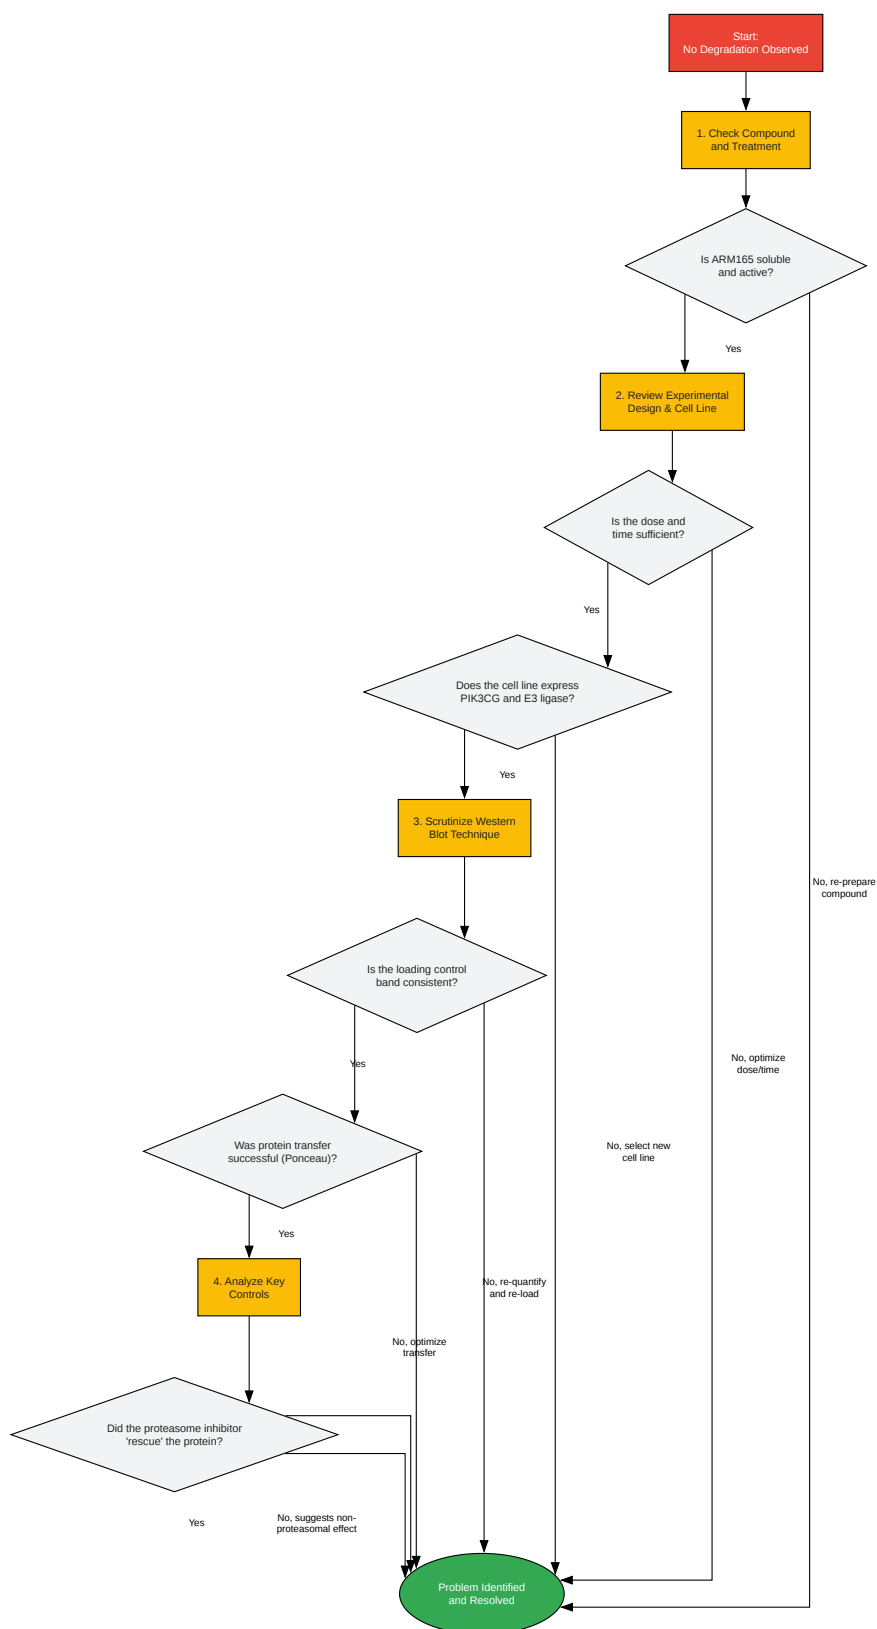 Start:
No Degradation Observed
1. Check Compound
and Treatment
Is ARM165 soluble
and active?
Yes
2. Review Experimental
Design & Cell Line
Is the dose and
time sufficient?
Yes
Does the cell line express
PIK3CG and E3 ligase?
Yes
3. Scrutinize Western
Blot Technique
No, re-prepare
compound
Is the loading control
band consistent?
Yes
No, optimize
dose/time
Was protein transfer
successful (Ponceau)?
No, select new
cell line
Yes
4. Analyze Key
Controls
No, re-quantify
and re-load
No, optimize
transfer
Did the proteasome inhibitor
'rescue' the protein?
Yes
No, suggests non-
proteasomal effect
Problem Identified
and Resolved